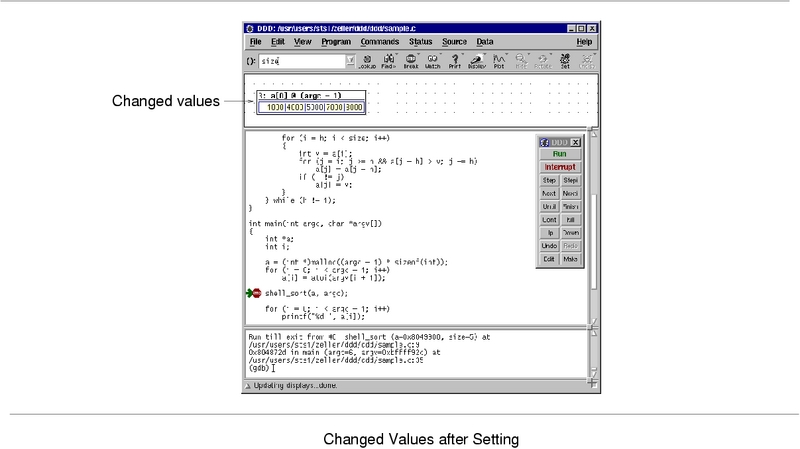 DDD: /usr/users/sts1/zeller/ddd/ddd/sample.c
File Edit View Program Commands Status Source Data Help
(): size
Lookup Find» Break Watch Print Display Plot Hide Rotate Set Undisp
Changed values
3: a[0] @ (argc - 1)
1000|4000|5000|7000|8000
for (i = h; i < size; i++)
{
int v = a[i];
for (j = i; j >= h && a[j - h] > v; j -= h)
a[j] = a[j - h];
if (i != j)
a[j] = v;
}
} while (h != 1);
}
int main(int argc, char *argv[])
{
int *a;
int i;
a = (int *)malloc((argc - 1) * sizeof(int));
for (i = 0; i < argc - 1; i++)
a[i] = atoi(argv[i + 1]);
shell_sort(a, argc);
for (i = 0; i < argc - 1; i++)
printf("%d ", a[i]);
DDD
Run
Interrupt
Step Stepi
Next Nexti
Until Finish
Cont Kill
Up Down
Undo Redo
Edit Make
Run till exit from #0 shell_sort (a=0x8049900, size=6) at
/usr/users/sts1/zeller/ddd/ddd/sample.c:9
0x804872d in main (argc=6, argv=0xbffff92c) at
/usr/users/sts1/zeller/ddd/ddd/sample.c:35
(gdb)
Updating displays...done.
Changed Values after Setting